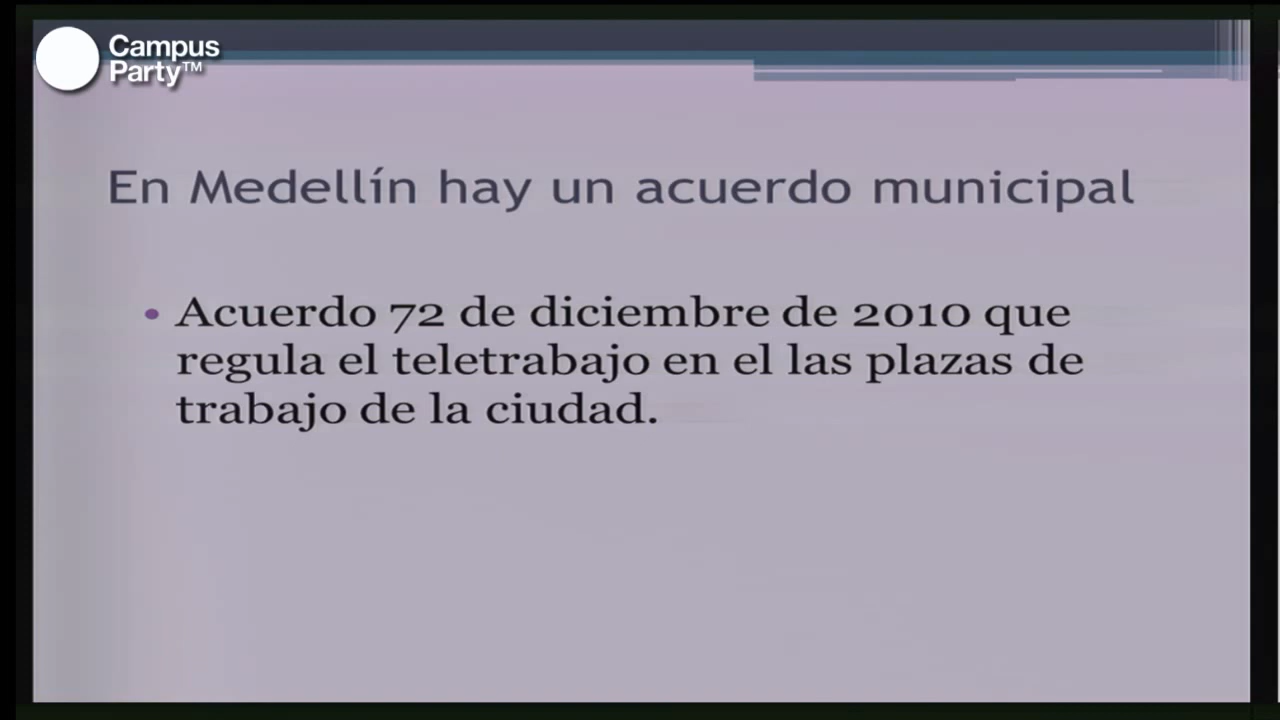 Campus
Party™
En Medellín hay un acuerdo municipal
• Acuerdo 72 de diciembre de 2010 que
regula el teletrabajo en el las plazas de
trabajo de la ciudad.